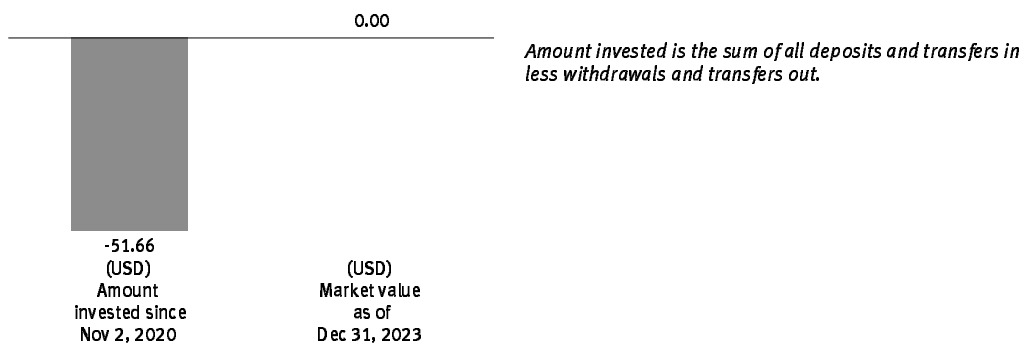 0.00
Amount invested is the sum of all deposits and transfers in
less withdrawals and transfers out.
-51.66
(USD)
Amount
invested since
Nov 2, 2020
(USD)
Market value
as of
Dec 31, 2023